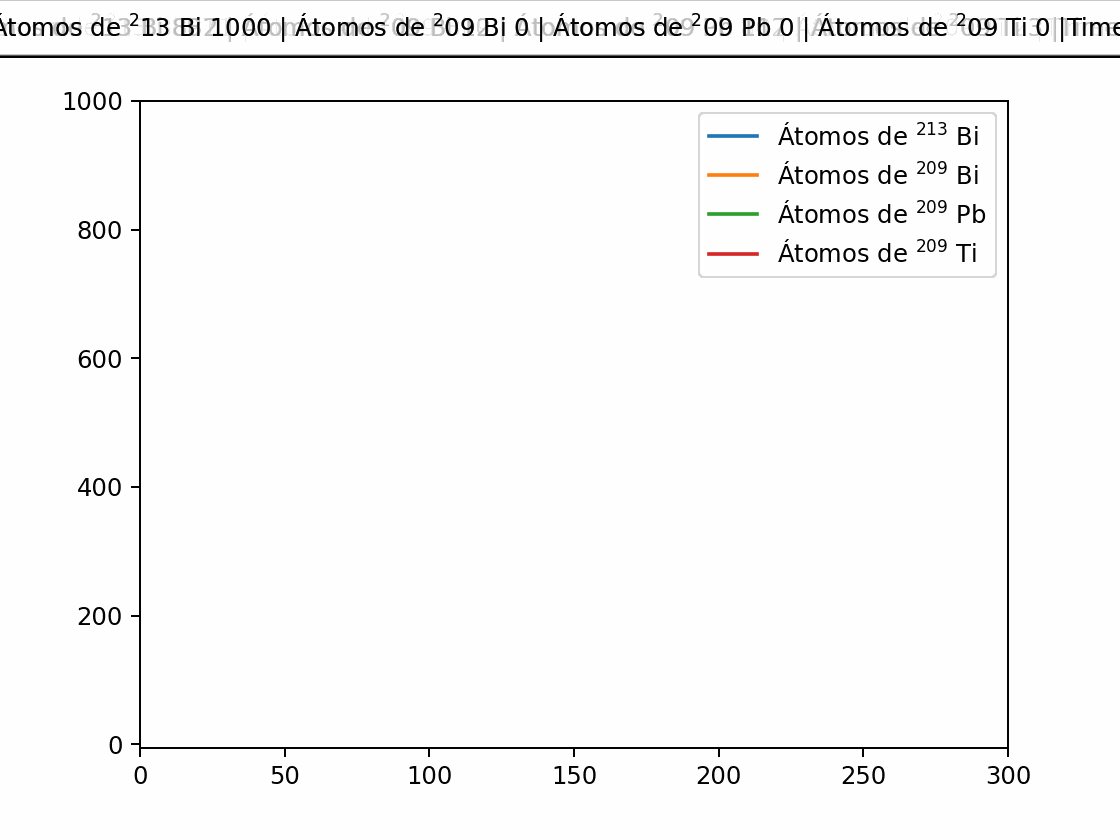 Átomos de ²13 Bi 1000 | Átomos de ²09 Bi 0 | Átomos de ²09 Pb 0 | Átomos de ²09 Ti 0 |Time
1000
Átomos de ²¹³ Bi
Átomos de ²⁰⁹ Bi
800
Átomos de ²⁰⁹ Pb
Átomos de ²⁰⁹ Ti
600
400
200
0
0 50 100 150 200 250 300